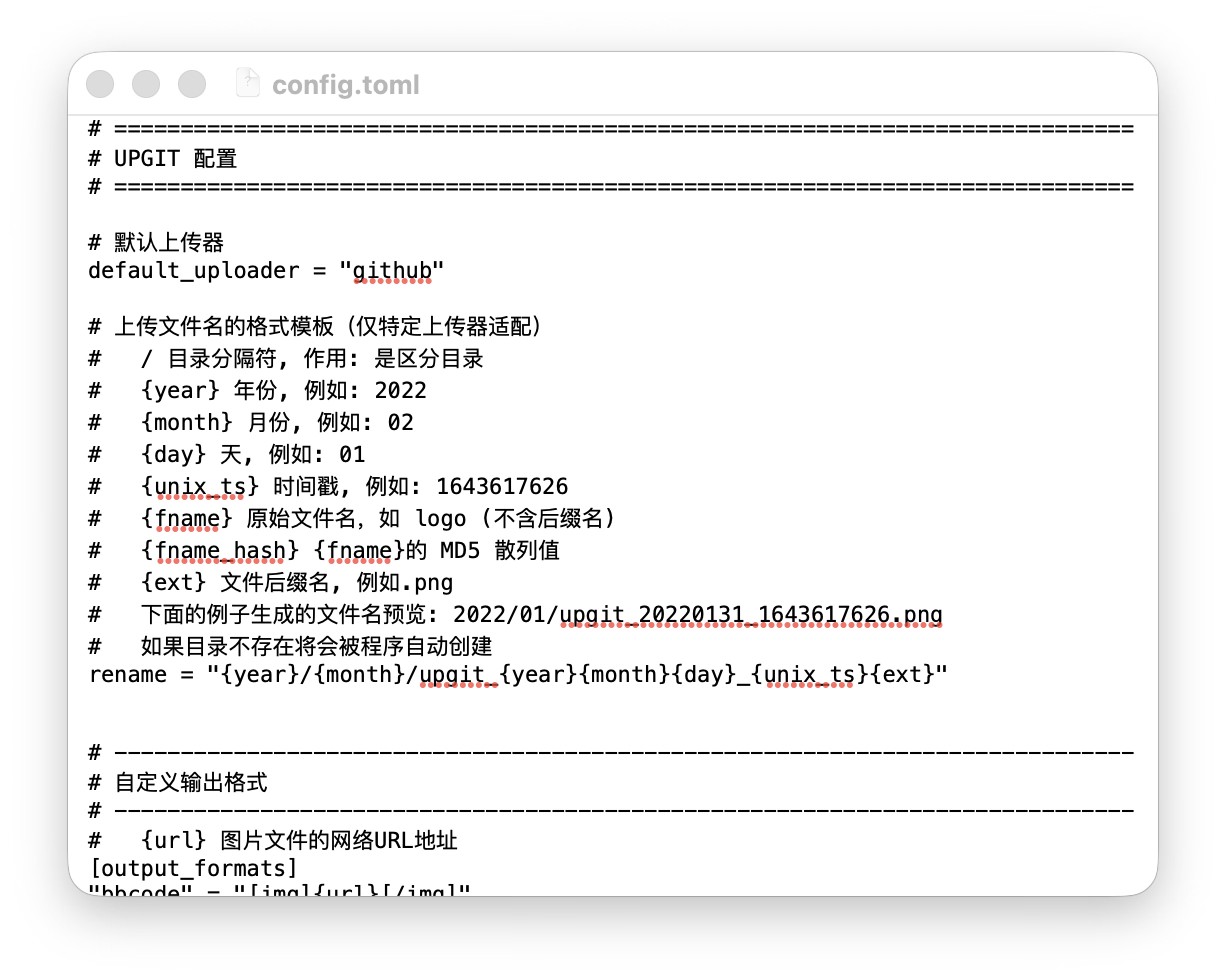 config.toml
# =============================================================================
# UPGIT 配置
# =============================================================================
# 默认上传器
default_uploader = "github"
# 上传文件名的格式模板（仅特定上传器适配）
#   / 目录分隔符, 作用: 是区分目录
#   {year} 年份, 例如: 2022
#   {month} 月份, 例如: 02
#   {day} 天, 例如: 01
#   {unix_ts} 时间戳, 例如: 1643617626
#   {fname} 原始文件名，如 logo (不含后缀名)
#   {fname_hash} {fname}的 MD5 散列值
#   {ext} 文件后缀名, 例如.png
#   下面的例子生成的文件名预览: 2022/01/upgit_20220131_1643617626.png
#   如果目录不存在将会被程序自动创建
rename = "{year}/{month}/upgit_{year}{month}{day}_{unix_ts}{ext}"
# -----------------------------------------------------------------------------
# 自定义输出格式
# -----------------------------------------------------------------------------
#   {url} 图片文件的网络URL地址
[output_formats]
"bbcode" = "[img]{url}[/img]"